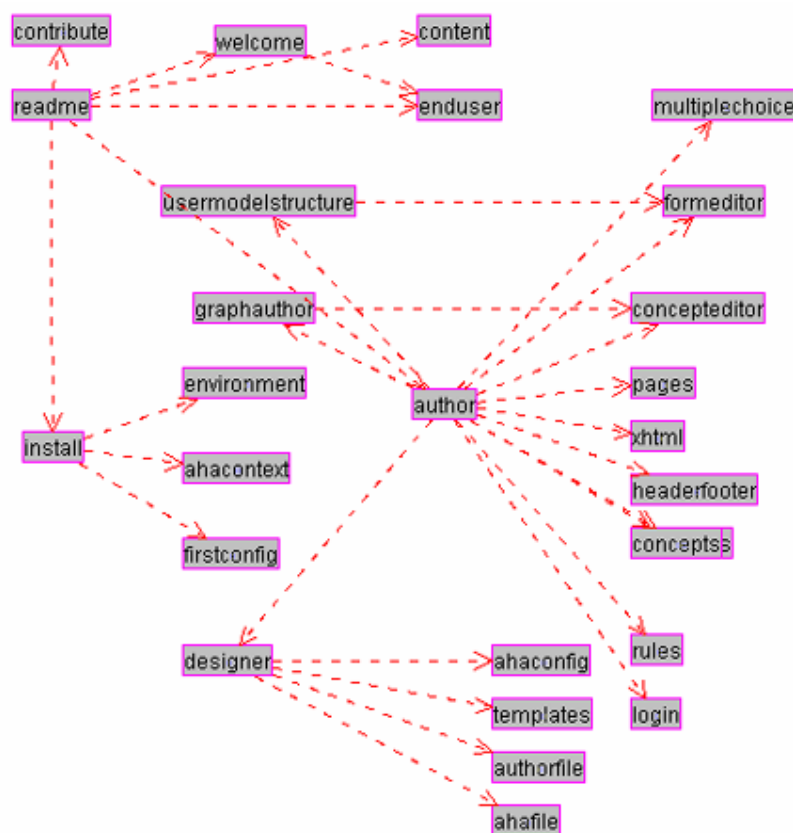 contribute
welcome
content
readme
enduser
multiplechoice
usermodelstructure
formeditor
graphauthor
concepteditor
environment
pages
author
install
xhtml
ahacontext
headerfooter
firstconfig
conceptss
designer
ahaconfig
rules
templates
login
authorfile
ahafile